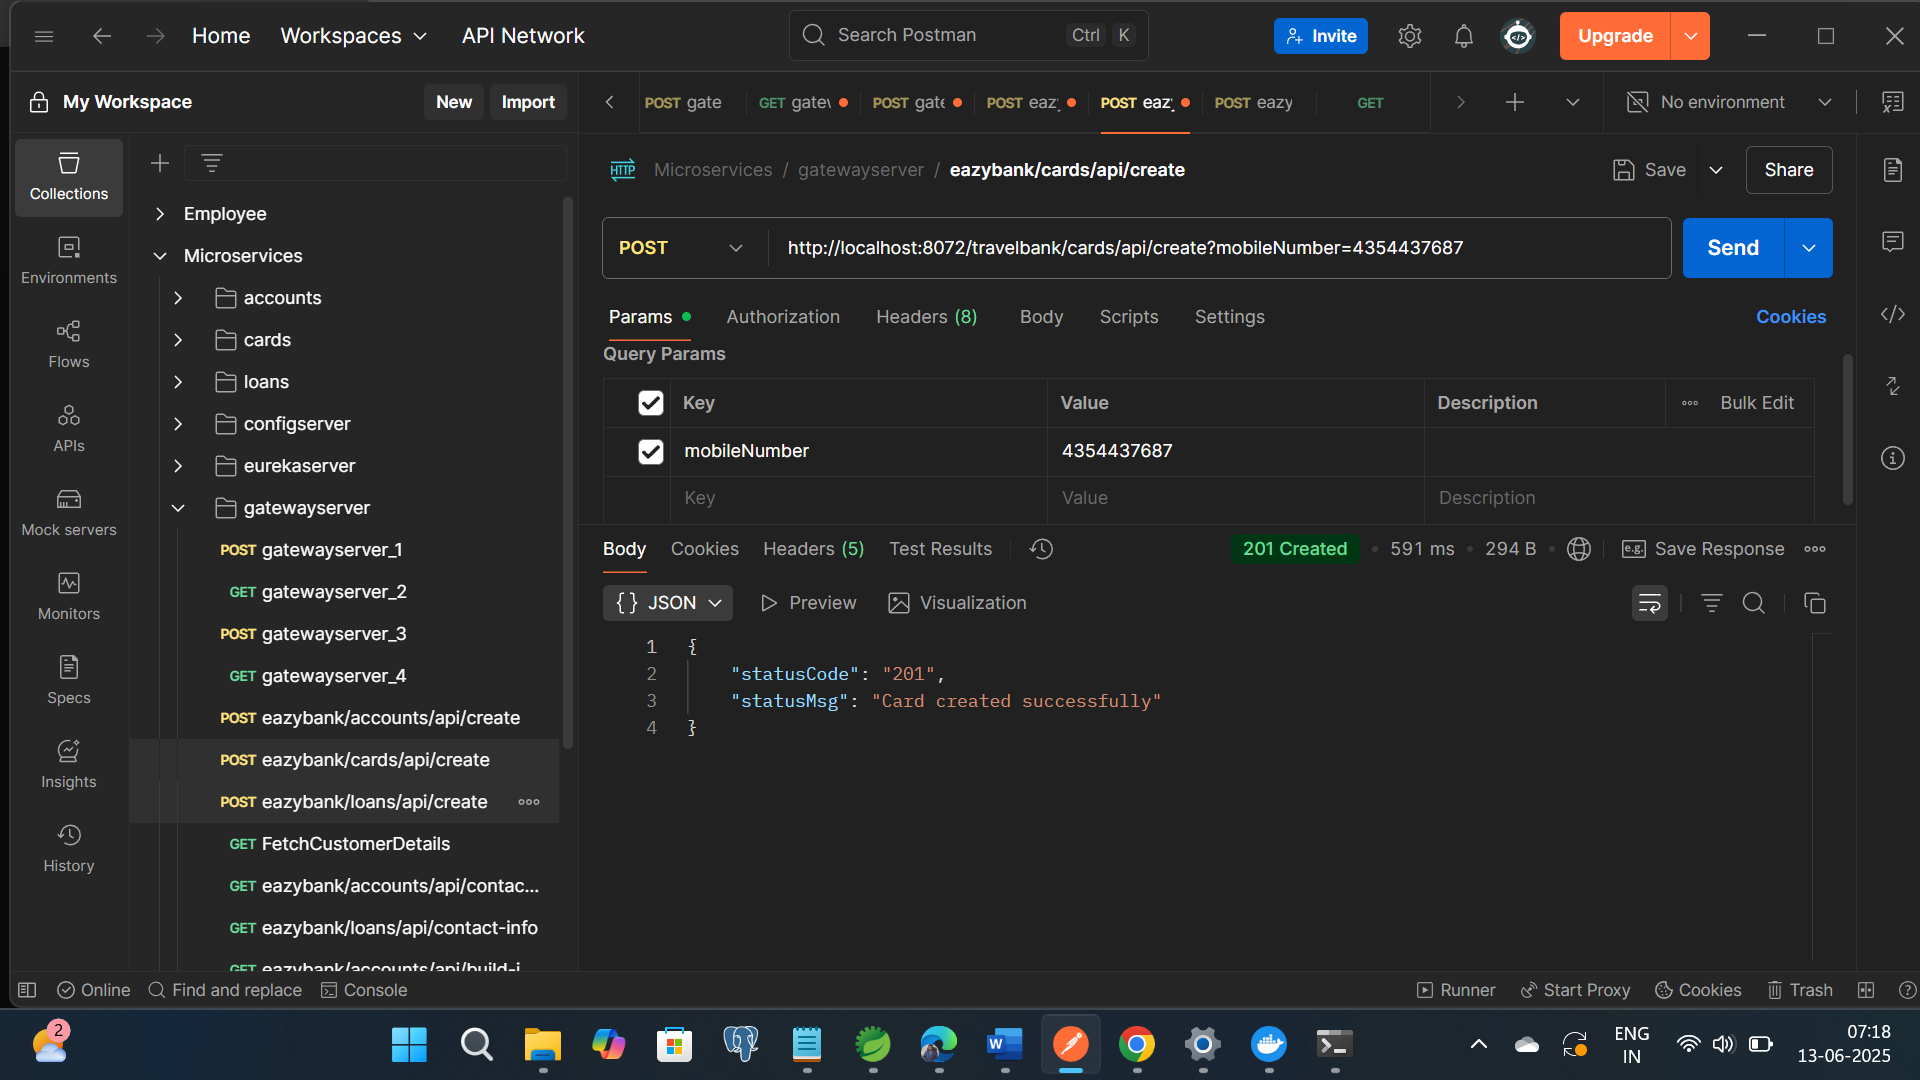 Home
Workspaces
API Network
Search Postman
Ctrl
K
Invite
Upgrade
My Workspace
New
Import
POST gate
GET gatew
POST gate
POST eaz
POST eaz
POST eazy
GET
No environment
Collections
Environments
Flows
APIs
Mock servers
Monitors
Specs
Insights
History
Employee
Microservices
accounts
cards
loans
configserver
eurekaserver
gatewayserver
POST gatewayserver_1
GET gatewayserver_2
POST gatewayserver_3
GET gatewayserver_4
POST eazybank/accounts/api/create
POST eazybank/cards/api/create
POST eazybank/loans/api/create
GET FetchCustomerDetails
GET eazybank/accounts/api/contac...
GET eazybank/loans/api/contact-info
GET eazybank/accounts/api/build-i
HTTP Microservices / gatewayserver / eazybank/cards/api/create
Save
Share
POST
http://localhost:8072/travelbank/cards/api/create?mobileNumber=4354437687
Send
Params
Authorization
Headers (8)
Body
Scripts
Settings
Cookies
Query Params
Key Value Description Bulk Edit
mobileNumber 4354437687
Key Value Description
Body
Cookies
Headers (5)
Test Results
201 Created • 591 ms • 294 B
e.g. Save Response
{} JSON
Preview
Visualization
1 {
2 "statusCode": "201",
3 "statusMsg": "Card created successfully"
4 }
Online
Find and replace
Console
Runner
Start Proxy
Cookies
Trash
2
W
ENG
IN
07:18
13-06-2025